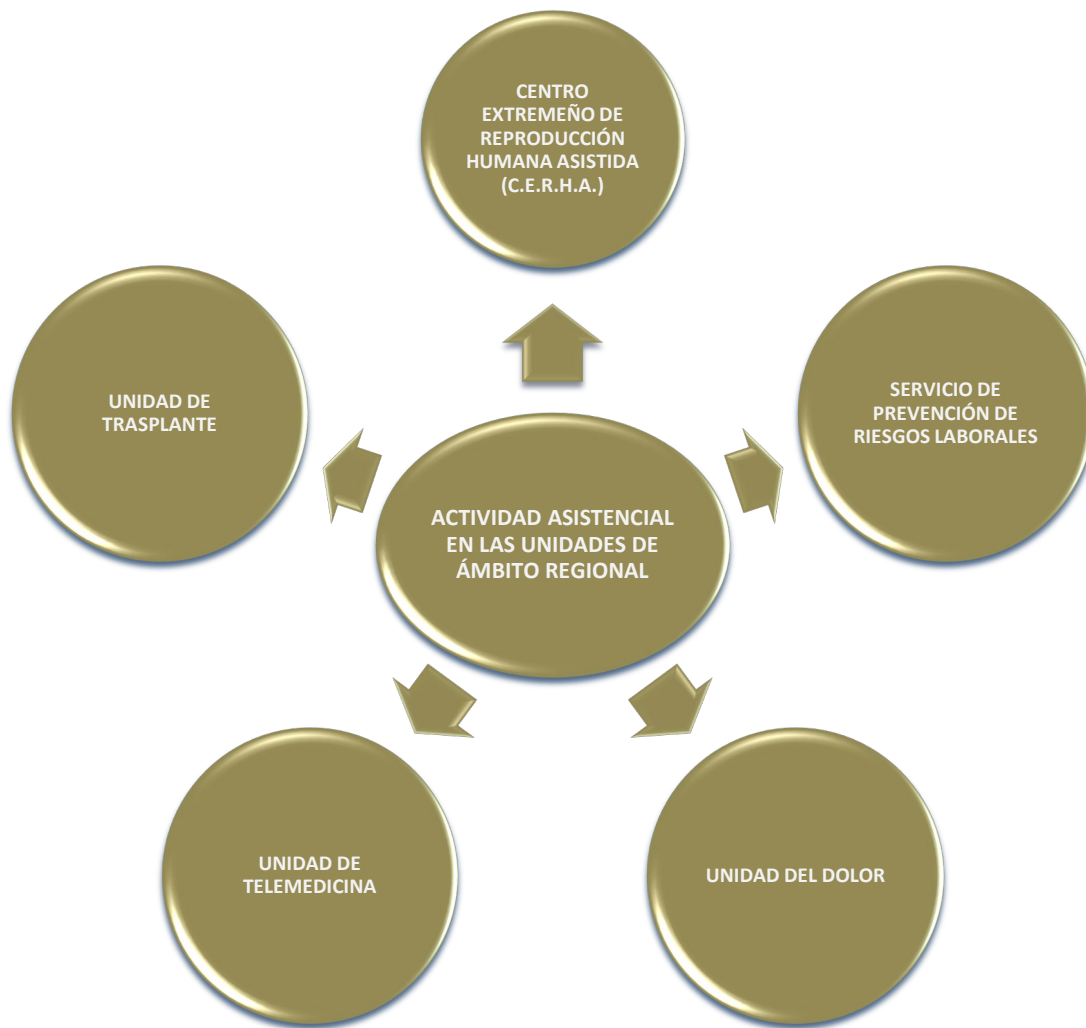 CENTRO
EXTREMEÑO DE
REPRODUCCIÓN
HUMANA ASISTIDA
(C.E.R.H.A.)
UNIDAD DE
TRASPLANTE
SERVICIO DE
PREVENCIÓN DE
RIESGOS LABORALES
ACTIVIDAD ASISTENCIAL
EN LAS UNIDADES DE
ÁMBITO REGIONAL
UNIDAD DE
TELEMEDICINA
UNIDAD DEL DOLOR